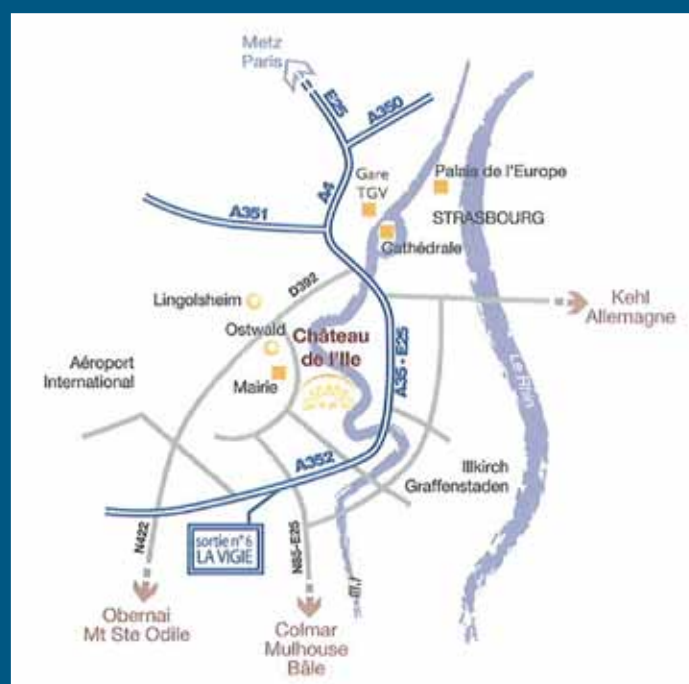 Metz
Paris
E25
A350
A4
Gare
TGV
Palais de l'Europe
A351
STRASBOURG
Cathédrale
D392
Lingolsheim
Kehl
Allemagne
Ostwald
Château
de l'Ile
Aéroport
International
Mairie
A35 - E25
Le Rhin
A352
Illkirch
Graffenstaden
N422
sortie n° 6
LA VIGIE
N85-E25
Ill
Obernai
Mt Ste Odile
Colmar
Mulhouse
Bâle